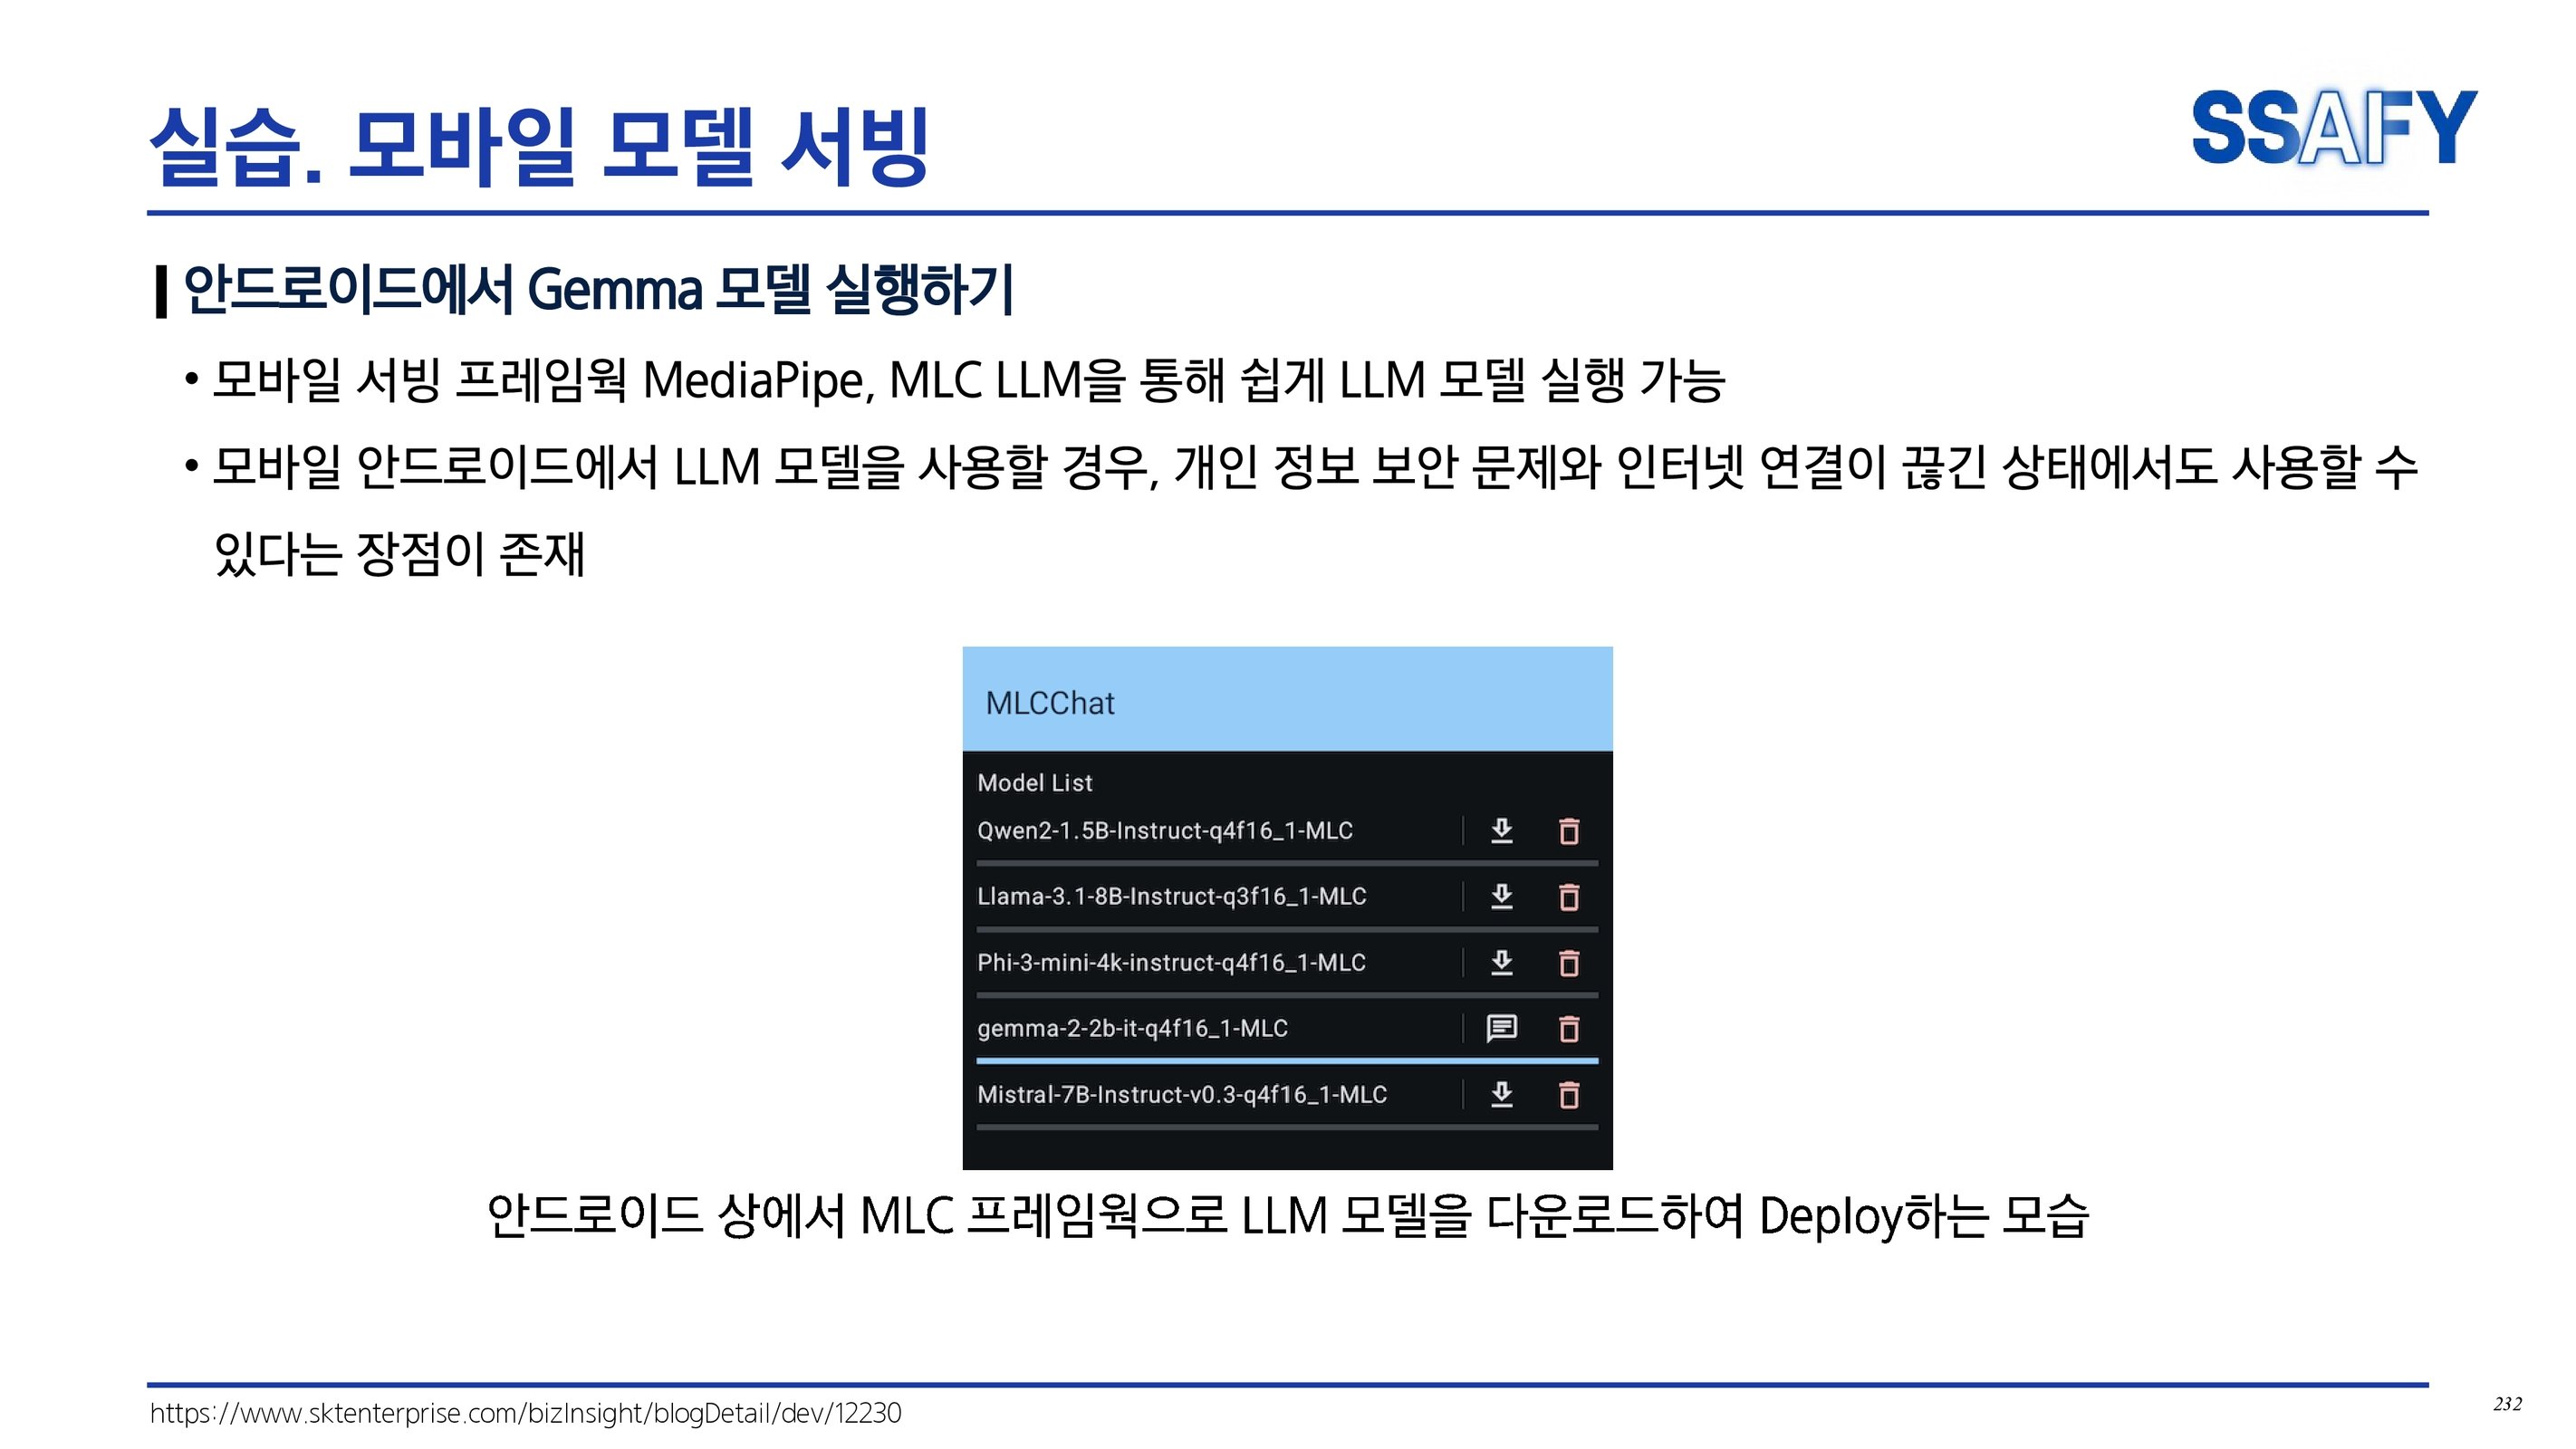 실습. 모바일 모델 서빙
SSAFY
안드로이드에서 Gemma 모델 실행하기
• 모바일 서빙 프레임웍 MediaPipe, MLC LLM을 통해 쉽게 LLM 모델 실행 가능
• 모바일 안드로이드에서 LLM 모델을 사용할 경우, 개인 정보 보안 문제와 인터넷 연결이 끊긴 상태에서도 사용할 수
있다는 장점이 존재
MLCChat
Model List
Qwen2-1.5B-Instruct-q4f16_1-MLC
Llama-3.1-8B-Instruct-q3f16_1-MLC
Phi-3-mini-4k-instruct-q4f16_1-MLC
gemma-2-2b-it-q4f16_1-MLC
Mistral-7B-Instruct-v0.3-q4f16_1-MLC
안드로이드 상에서 MLC 프레임웍으로 LLM 모델을 다운로드하여 Deploy하는 모습
https://www.sktenterprise.com/bizInsight/blogDetail/dev/12230
232